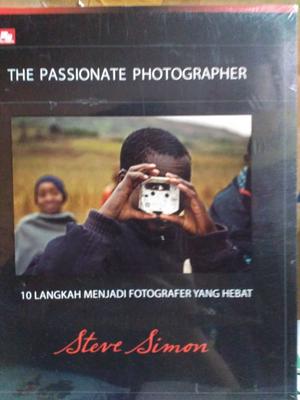 THE PASSIONATE PHOTOGRAPHER
10 LANGKAH MENJADI FOTOGRAFER YANG HEBAT
Steve Simon